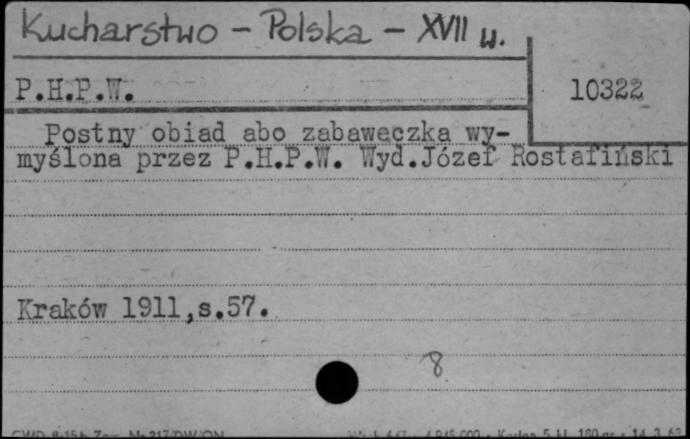 Kucharstwo - Polska - XVII w.
P.H.P.W.
10322
Postny obiad abo zabaweczka wy-
myślona przez P.H.P.W. Wyd.Józef Rostafiński
Kraków 1911,s.57.
8